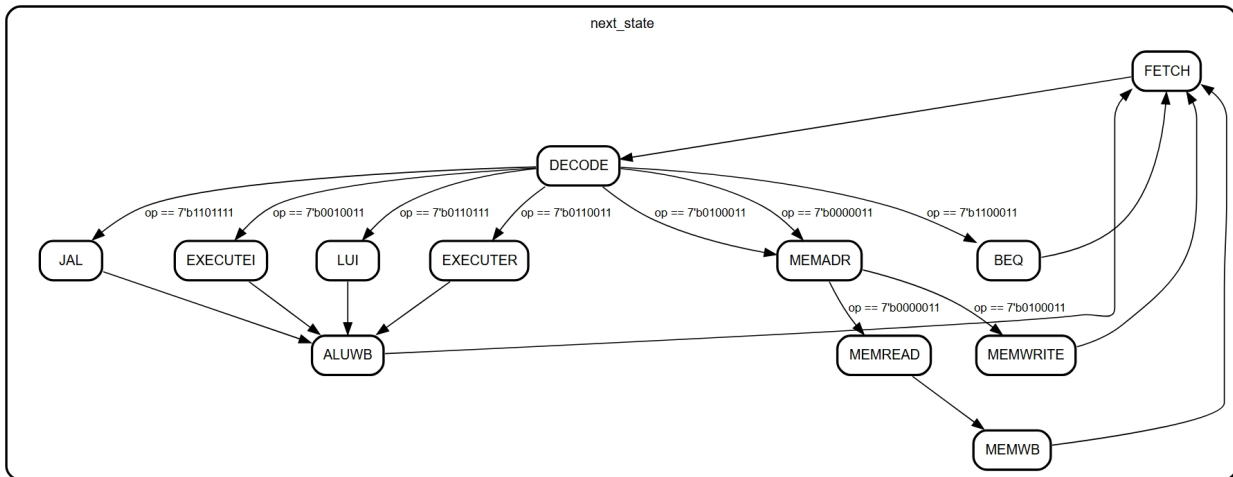 next_state
FETCH
DECODE
op == 7'b1101111
op == 7'b0010011
op == 7'b0110111
op == 7'b0110011
op == 7'b0100011
op == 7'b0000011
op == 7'b1100011
JAL
EXECUTEI
LUI
EXECUTER
MEMADR
BEQ
op == 7'b0000011
op == 7'b0100011
ALUWB
MEMREAD
MEMWRITE
MEMWB